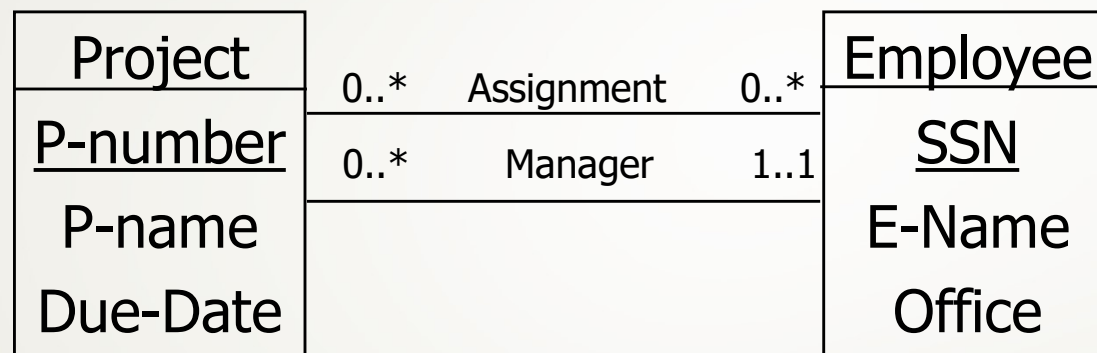 Project
P-number
P-name
Due-Date
0..* Assignment 0..*
0..* Manager 1..1
Employee
SSN
E-Name
Office